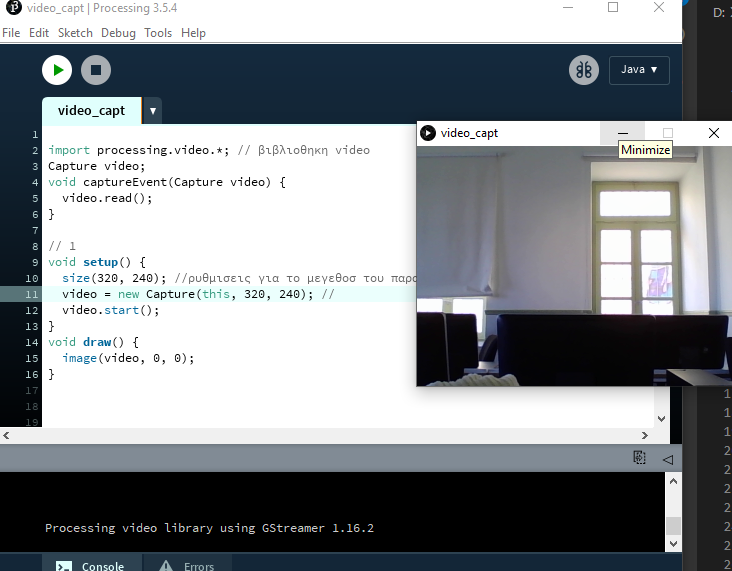 video_capt | Processing 3.5.4
D:
File Edit Sketch Debug Tools Help
Java ▾
video_capt ▾
video_capt
Minimize
1
2 import processing.video.*; // βιβλιοθηκη video
3 Capture video;
4 void captureEvent(Capture video) {
5 video.read();
6 }
7
8 // 1
9 void setup() {
10 size(320, 240); //ρυθμισεις για το μεγεθοσ του παρα
11 video = new Capture(this, 320, 240); //
12 video.start();
13 }
14 void draw() {
15 image(video, 0, 0);
16 }
17
18
19
Processing video library using GStreamer 1.16.2
Console Errors